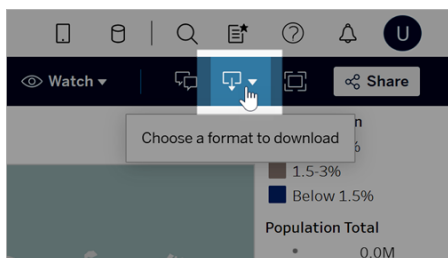 U
Watch
Share
Choose a format to download
1.5-3%
Below 1.5%
Population Total
0.0M